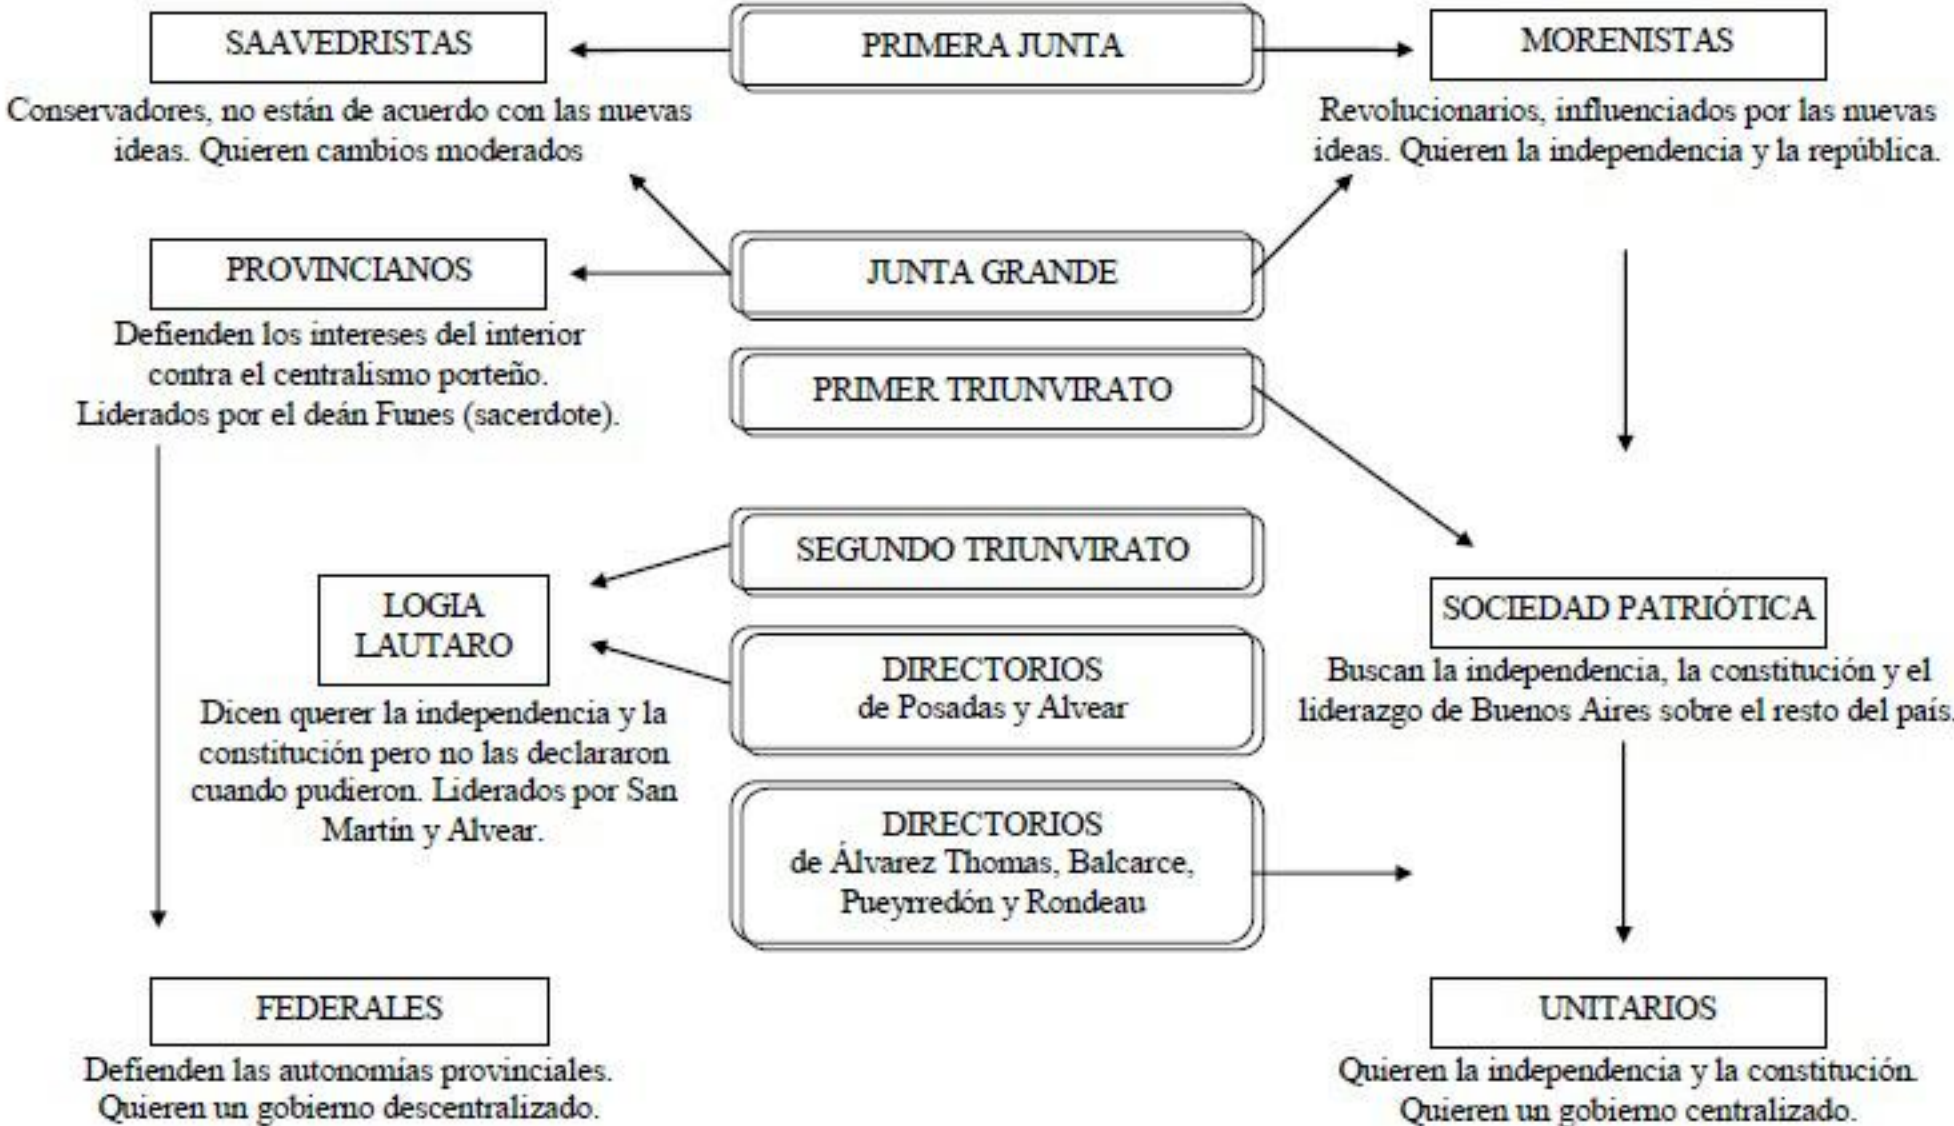 SAAVEDRISTAS
PRIMERA JUNTA
MORENISTAS
Conservadores, no están de acuerdo con las nuevas
ideas. Quieren cambios moderados
Revolucionarios, influenciados por las nuevas
ideas. Quieren la independencia y la república.
PROVINCIANOS
JUNTA GRANDE
Defienden los intereses del interior
contra el centralismo porteño.
Liderados por el deán Funes (sacerdote).
PRIMER TRIUNVIRATO
SEGUNDO TRIUNVIRATO
LOGIA
LAUTARO
Dicen querer la independencia y la
constitución pero no las declararon
cuando pudieron. Liderados por San
Martín y Alvear.
DIRECTORIOS
de Posadas y Alvear
SOCIEDAD PATRIÓTICA
Buscan la independencia, la constitución y el
liderazgo de Buenos Aires sobre el resto del país.
DIRECTORIOS
de Álvarez Thomas, Balcarce,
Pueyrredón y Rondeau
FEDERALES
Defienden las autonomías provinciales.
Quieren un gobierno descentralizado.
UNITARIOS
Quieren la independencia y la constitución.
Quieren un gobierno centralizado.